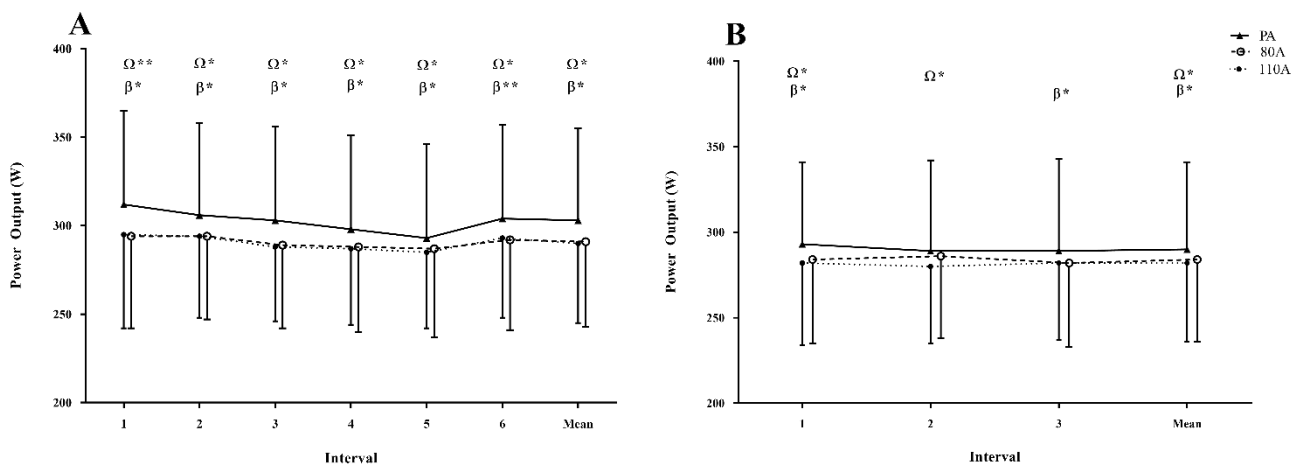 A
400
350
300
250
200
Power Output (W)
Ω** Ω* Ω* Ω* Ω* Ω* Ω*
β* β* β* β* β* β** β*
1 2 3 4 5 6 Mean
Interval
B
400
350
300
250
200
Power Output (W)
Ω* Ω* Ω*
β* β* β*
1 2 3 Mean
Interval
PA
80A
110A